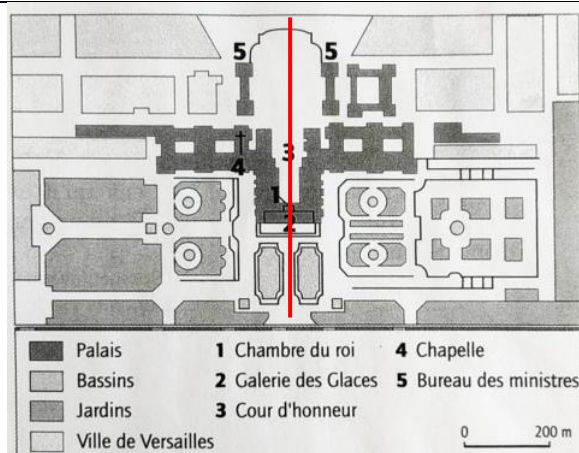 5 5
3
4
1
2
Palais 1 Chambre du roi 4 Chapelle
Bassins 2 Galerie des Glaces 5 Bureau des ministres
Jardins 3 Cour d'honneur
Ville de Versailles 0 200 m